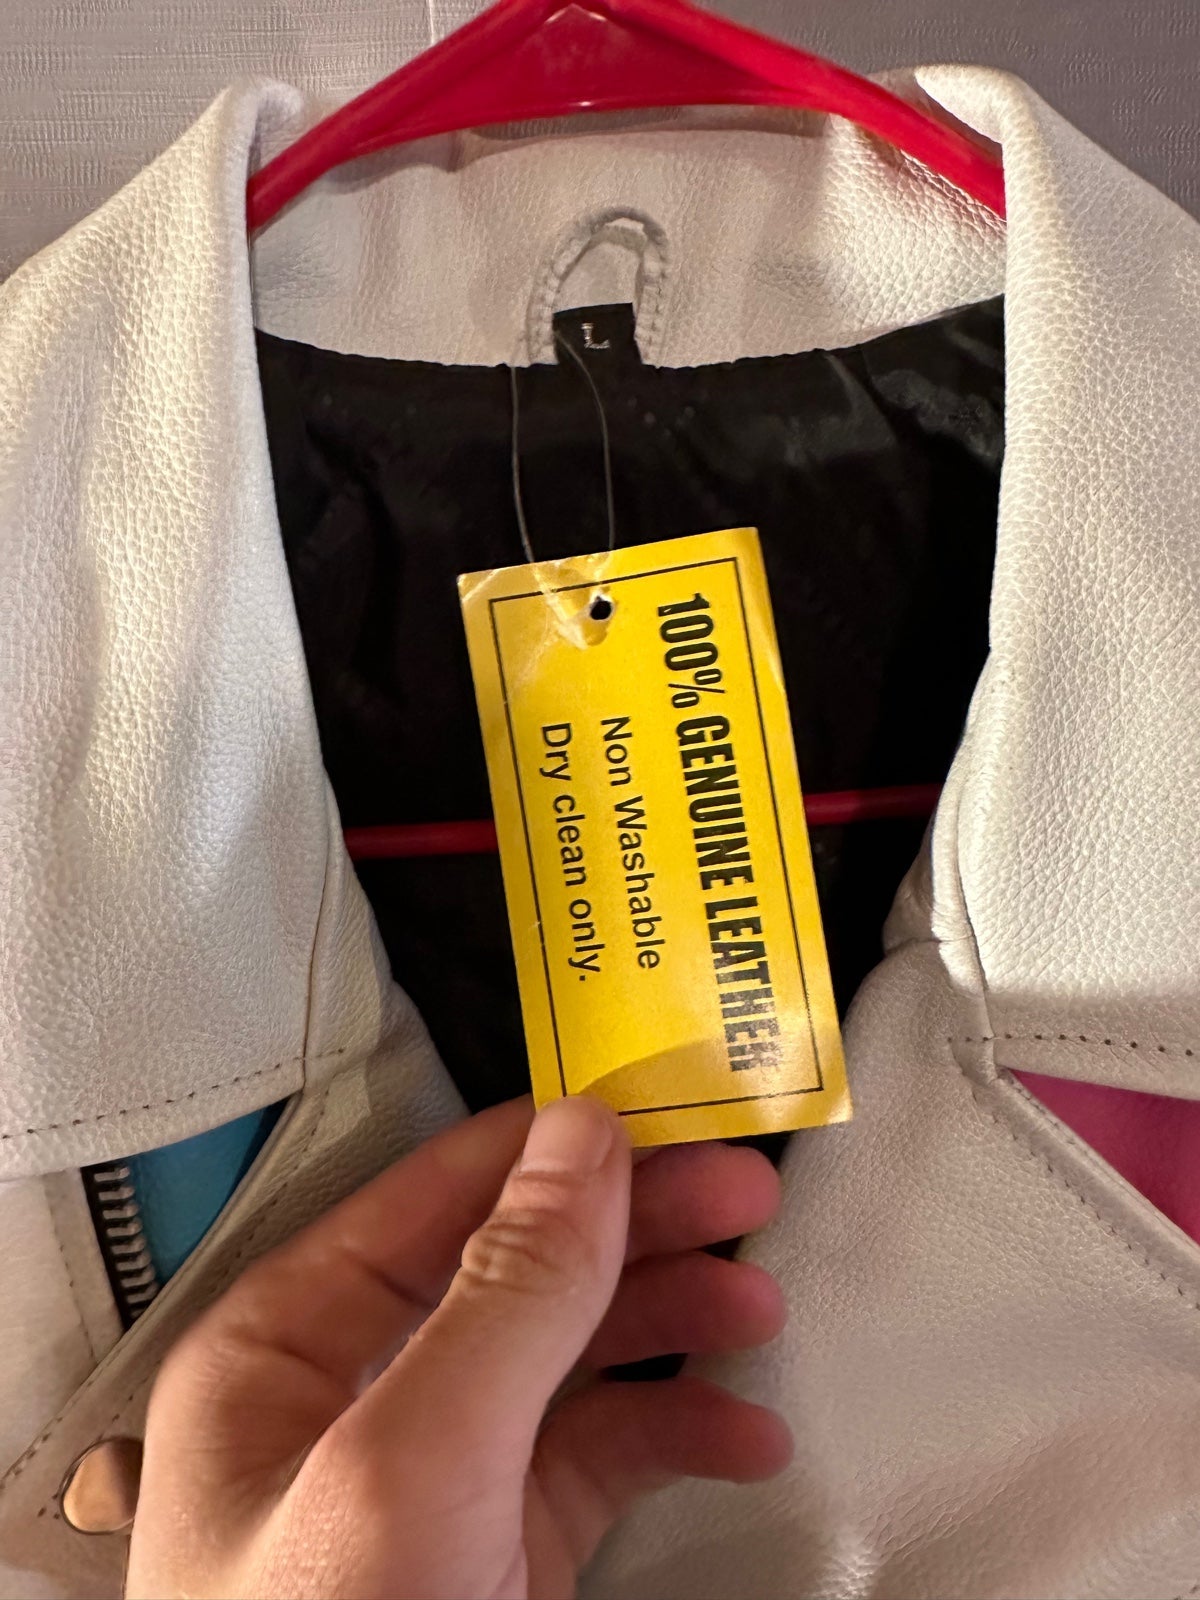 L
100% GENUINE LEATHER
Non Washable
Dry clean only.